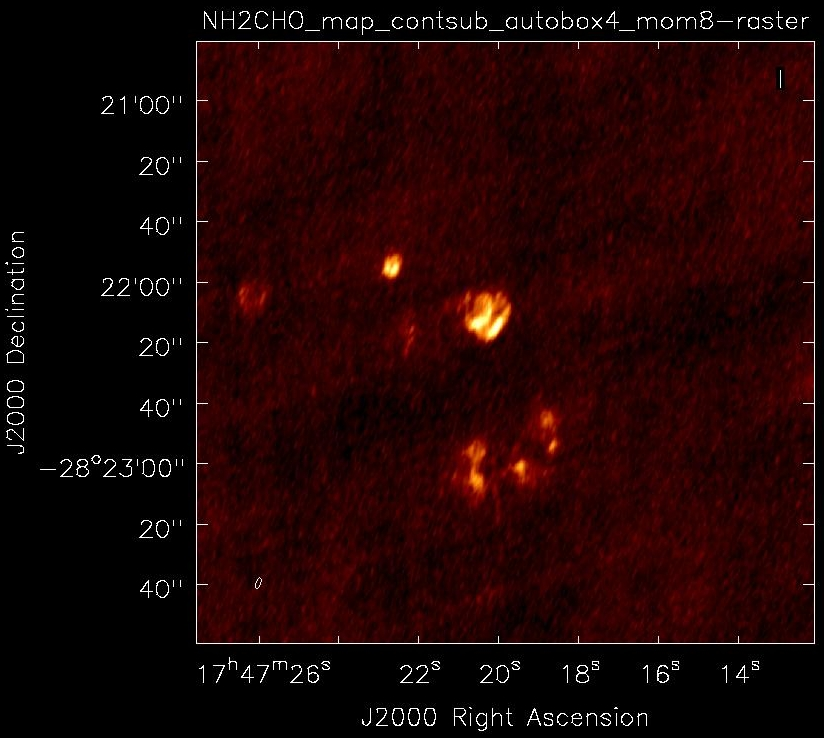 NH2CHO_map_contsub_autobox4_mom8-raster
21'00"
20"
40"
22'00"
20"
40"
-28°23'00"
20"
40"
J2000 Declination
17h47m26s 22s 20s 18s 16s 14s
J2000 Right Ascension